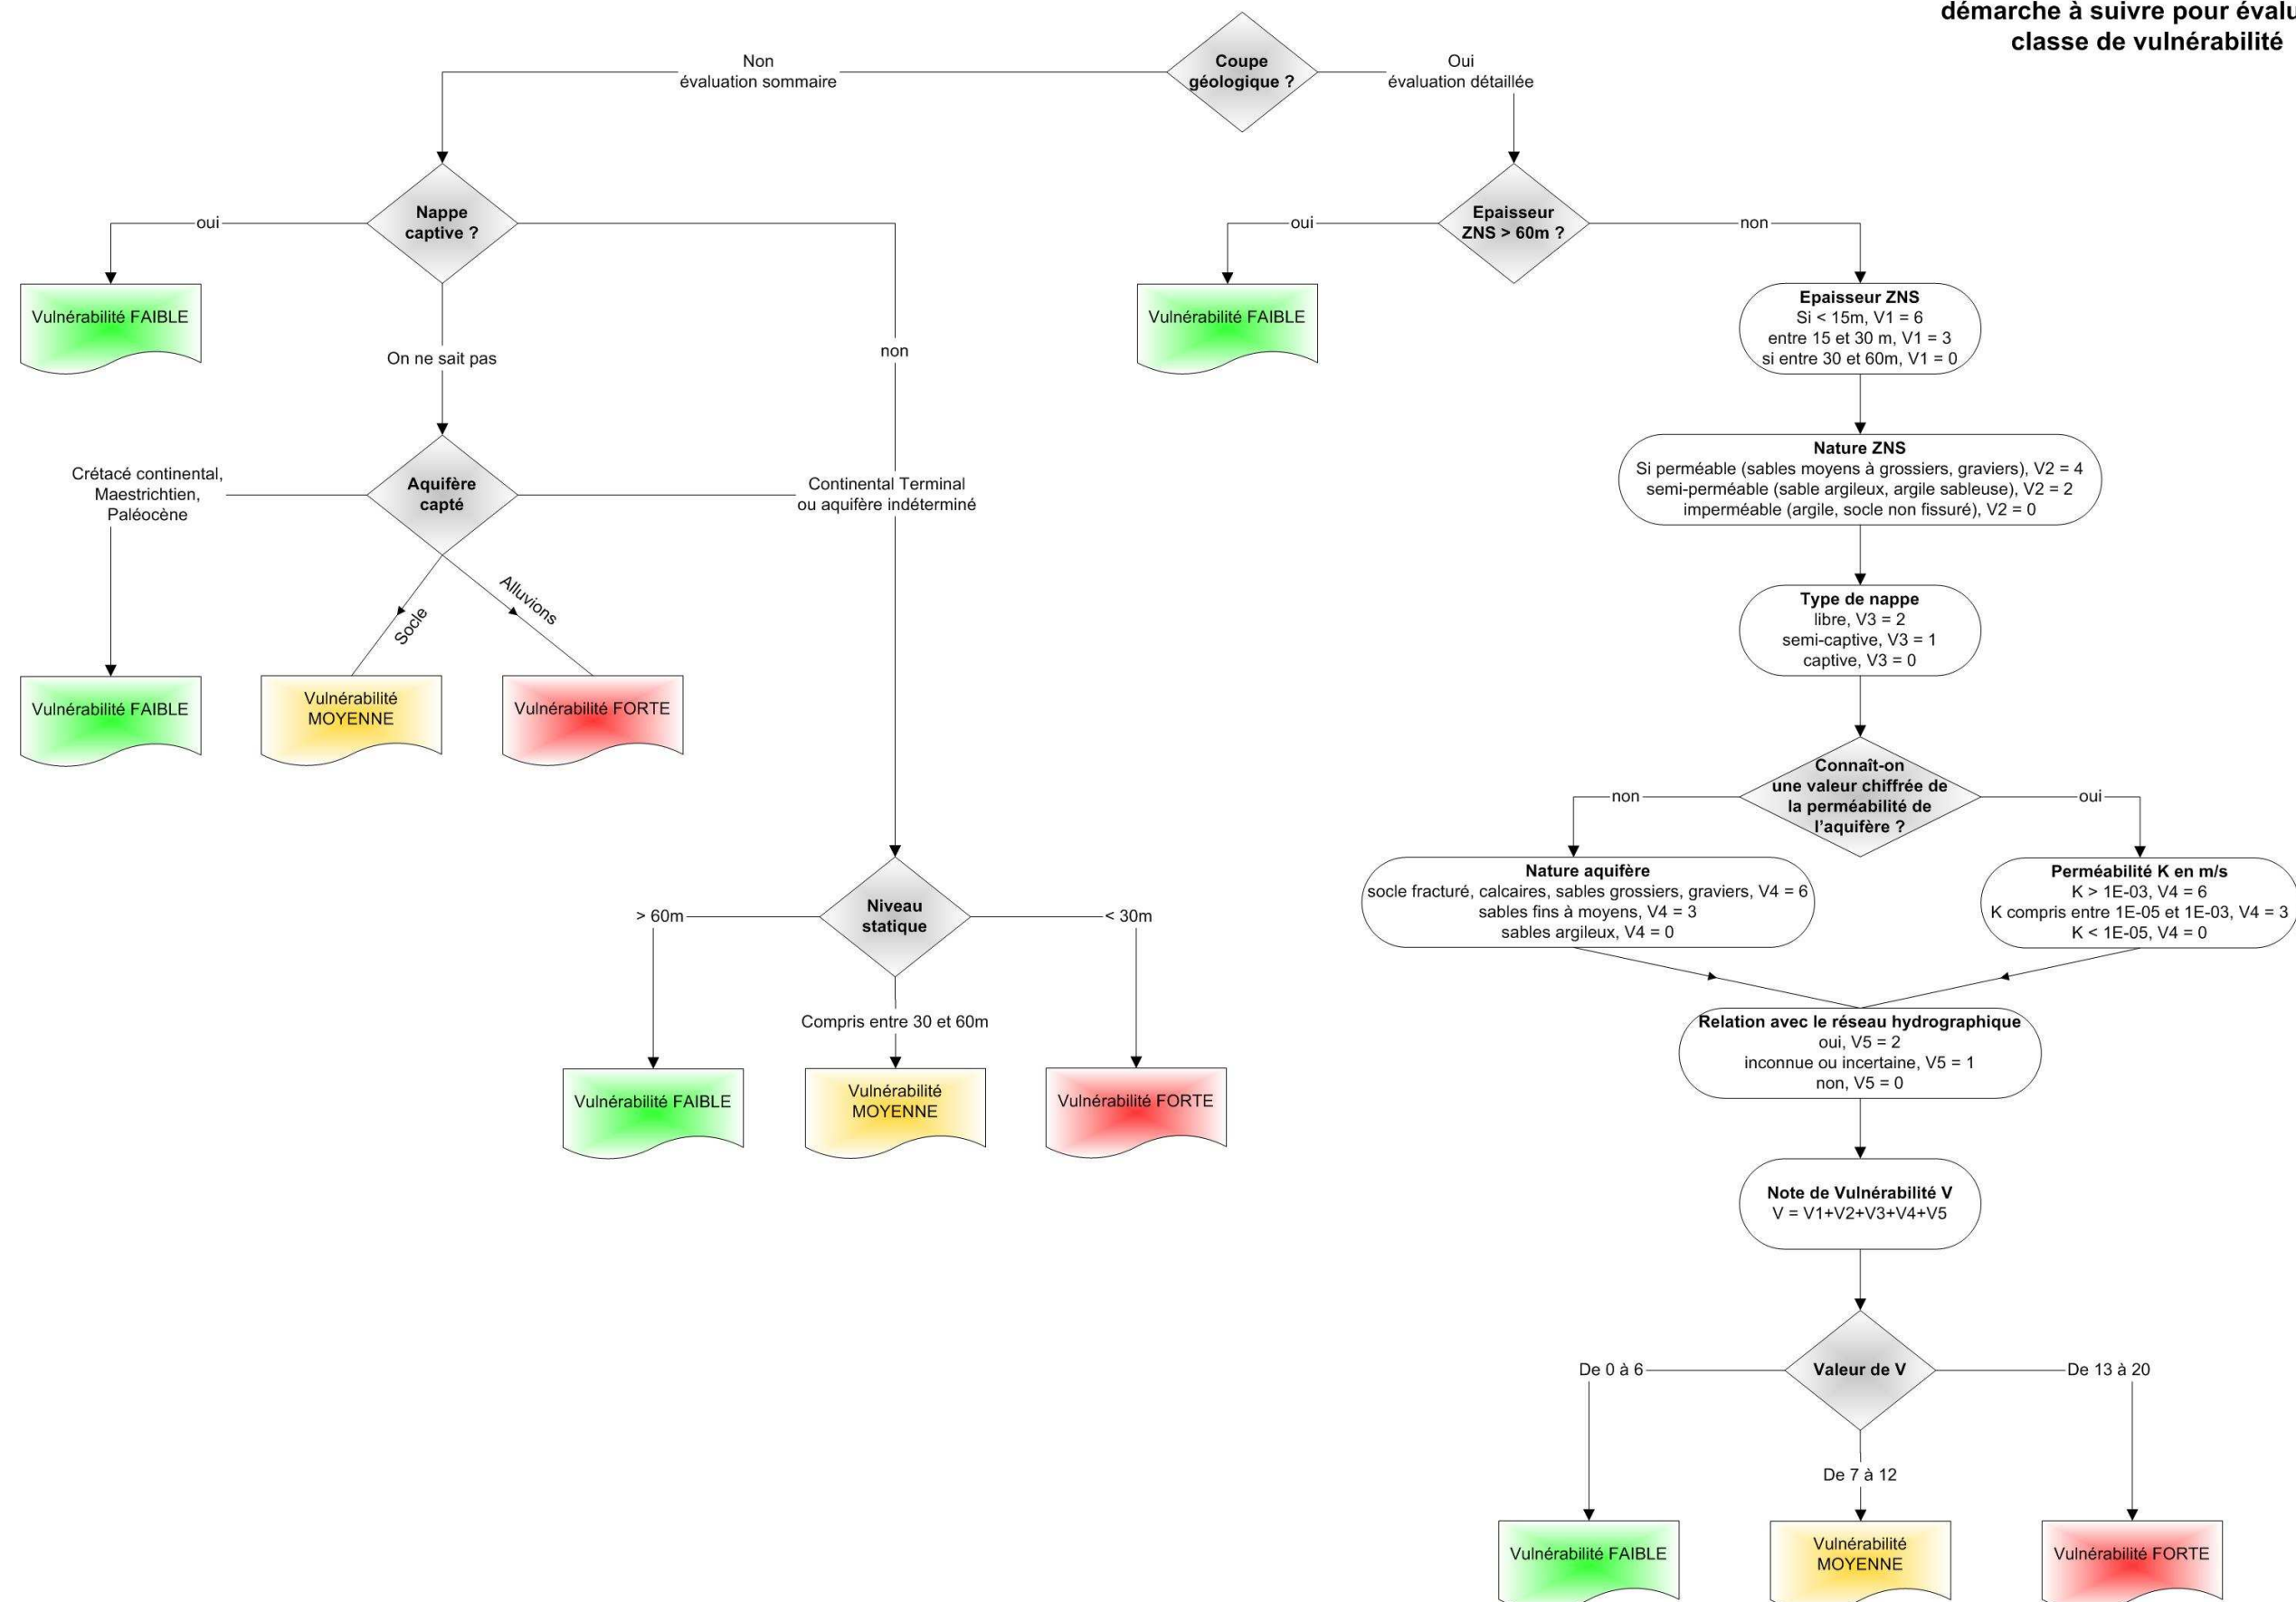 démarche à suivre pour
classe de vulnérabilité
Coupe
géologique ?
Non
évaluation sommaire
Oui
évaluation détaillée
Nappe
captive ?
oui
Vulnérabilité FAIBLE
On ne sait pas
non
Epaisseur
ZNS > 60m ?
oui
non
Vulnérabilité FAIBLE
Epaisseur ZNS
Si < 15m, V1 = 6
entre 15 et 30 m, V1 = 3
si entre 30 et 60m, V1 = 0
Aquifère
capté
Crétacé continental,
Maestrichtien,
Paléocène
Continental Terminal
ou aquifère indéterminé
Socle
Alluvions
Vulnérabilité FAIBLE
Vulnérabilité
MOYENNE
Vulnérabilité FORTE
Nature ZNS
Si perméable (sables moyens à grossiers, graviers), V2 = 4
semi-perméable (sable argileux, argile sableuse), V2 = 2
imperméable (argile, socle non fissuré), V2 = 0
Type de nappe
libre, V3 = 2
semi-captive, V3 = 1
captive, V3 = 0
Connaît-on
une valeur chiffrée de
la perméabilité de
l’aquifère ?
non
oui
Nature aquifère
socle fracturé, calcaires, sables grossiers, graviers, V4 = 6
sables fins à moyens, V4 = 3
sables argileux, V4 = 0
Perméabilité K en m/s
K > 1E-03, V4 = 6
K compris entre 1E-05 et 1E-03, V4 = 3
K < 1E-05, V4 = 0
Niveau
statique
> 60m
< 30m
Compris entre 30 et 60m
Vulnérabilité FAIBLE
Vulnérabilité
MOYENNE
Vulnérabilité FORTE
Relation avec le réseau hydrographique
oui, V5 = 2
inconnue ou incertaine, V5 = 1
non, V5 = 0
Note de Vulnérabilité V
V = V1+V2+V3+V4+V5
Valeur de V
De 0 à 6
De 13 à 20
De 7 à 12
Vulnérabilité FAIBLE
Vulnérabilité
MOYENNE
Vulnérabilité FORTE